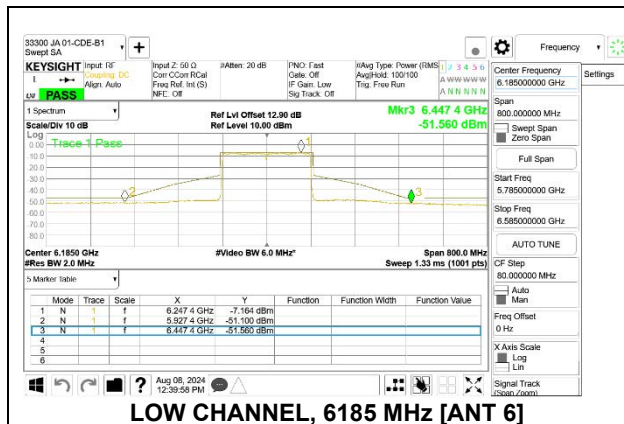 33300 JA 01-CDE-B1
Swept SA
Frequency
KEYSIGHT Input: RF Input Z: 50 Ω #Atten: 20 dB PNO: Fast #Avg Type: Power (RMS 1 2 3 4 5 6
Coupling: DC Corr CCorr RCal Gate: Off Avg|Hold: 100/100 A W W W W W
Align: Auto Freq Ref: Int (S) IF Gain: Low Trig: Free Run
PASS NFE: Off Sig Track: Off A N N N N N
Center Frequency
6.185000000 GHz
Settings
Span
800.000000 MHz
Swept Span
Zero Span
Full Span
Start Freq
5.785000000 GHz
Stop Freq
6.585000000 GHz
AUTO TUNE
CF Step
80.000000 MHz
Auto
Man
Freq Offset
0 Hz
X Axis Scale
Log
Lin
Signal Track
(Span Zoom)
1 Spectrum Ref Lvl Offset 12.90 dB Mkr3 6.447 4 GHz
Scale/Div 10 dB Ref Level 10.00 dBm -51.560 dBm
Log
Trace 1 Pass
0.00
-10.0
-20.0
-30.0
-40.0
-50.0
-60.0
-70.0
-80.0
1
2
3
Center 6.1850 GHz #Video BW 6.0 MHz* Span 800.0 MHz
#Res BW 2.0 MHz Sweep 1.33 ms (1001 pts)
5 Marker Table
Mode Trace Scale X Y Function Function Width Function Value
1 N 1 f 6.247 4 GHz -7.164 dBm
2 N 1 f 5.927 4 GHz -51.100 dBm
3 N 1 f 6.447 4 GHz -51.560 dBm
4
5
6
Aug 08, 2024
12:39:58 PM
LOW CHANNEL, 6185 MHz [ANT 6]